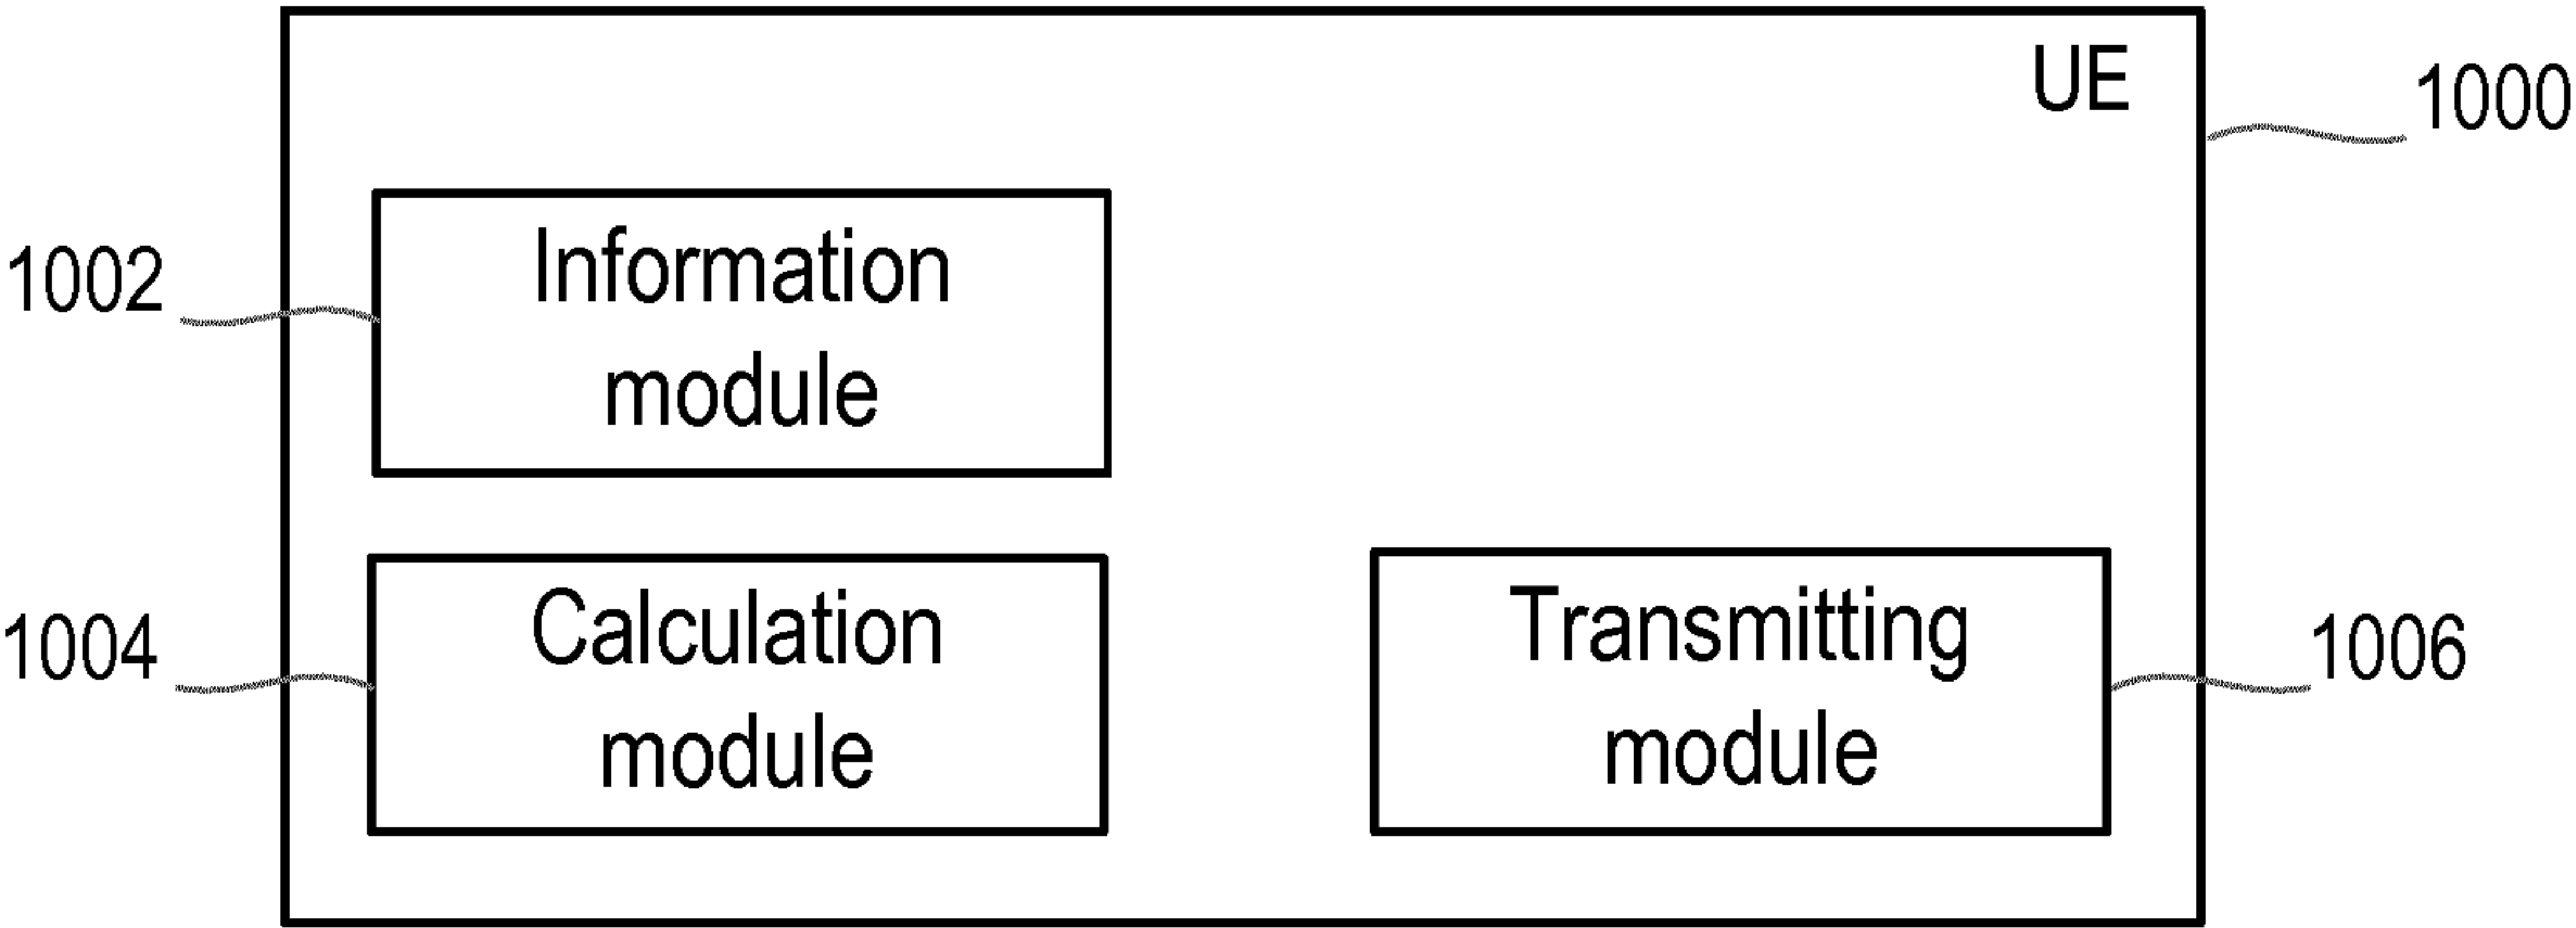 UE
1000
Information
module
1002
Calculation
module
1004
Transmitting
module
1006